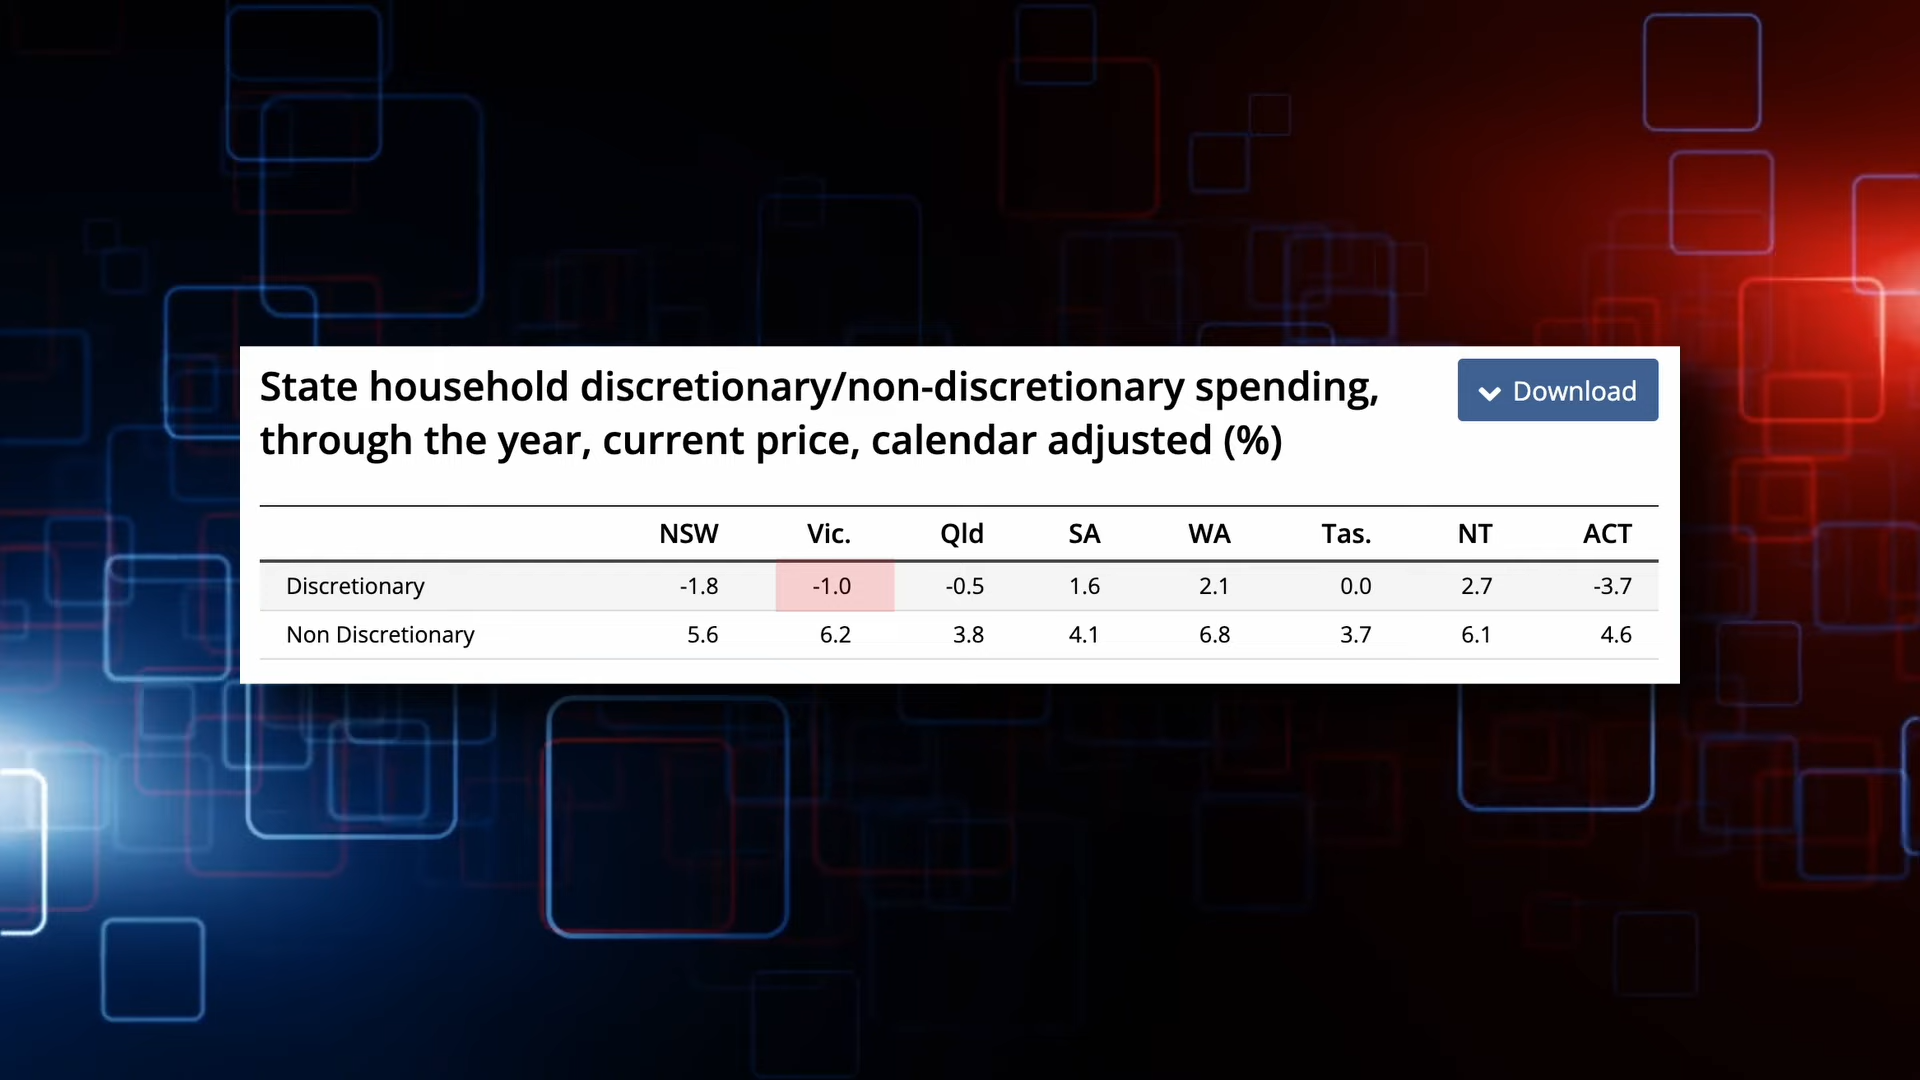 State household discretionary/non-discretionary spending,
through the year, current price, calendar adjusted (%)
Download
NSW Vic. Qld SA WA Tas. NT ACT
Discretionary -1.8 -1.0 -0.5 1.6 2.1 0.0 2.7 -3.7
Non Discretionary 5.6 6.2 3.8 4.1 6.8 3.7 6.1 4.6